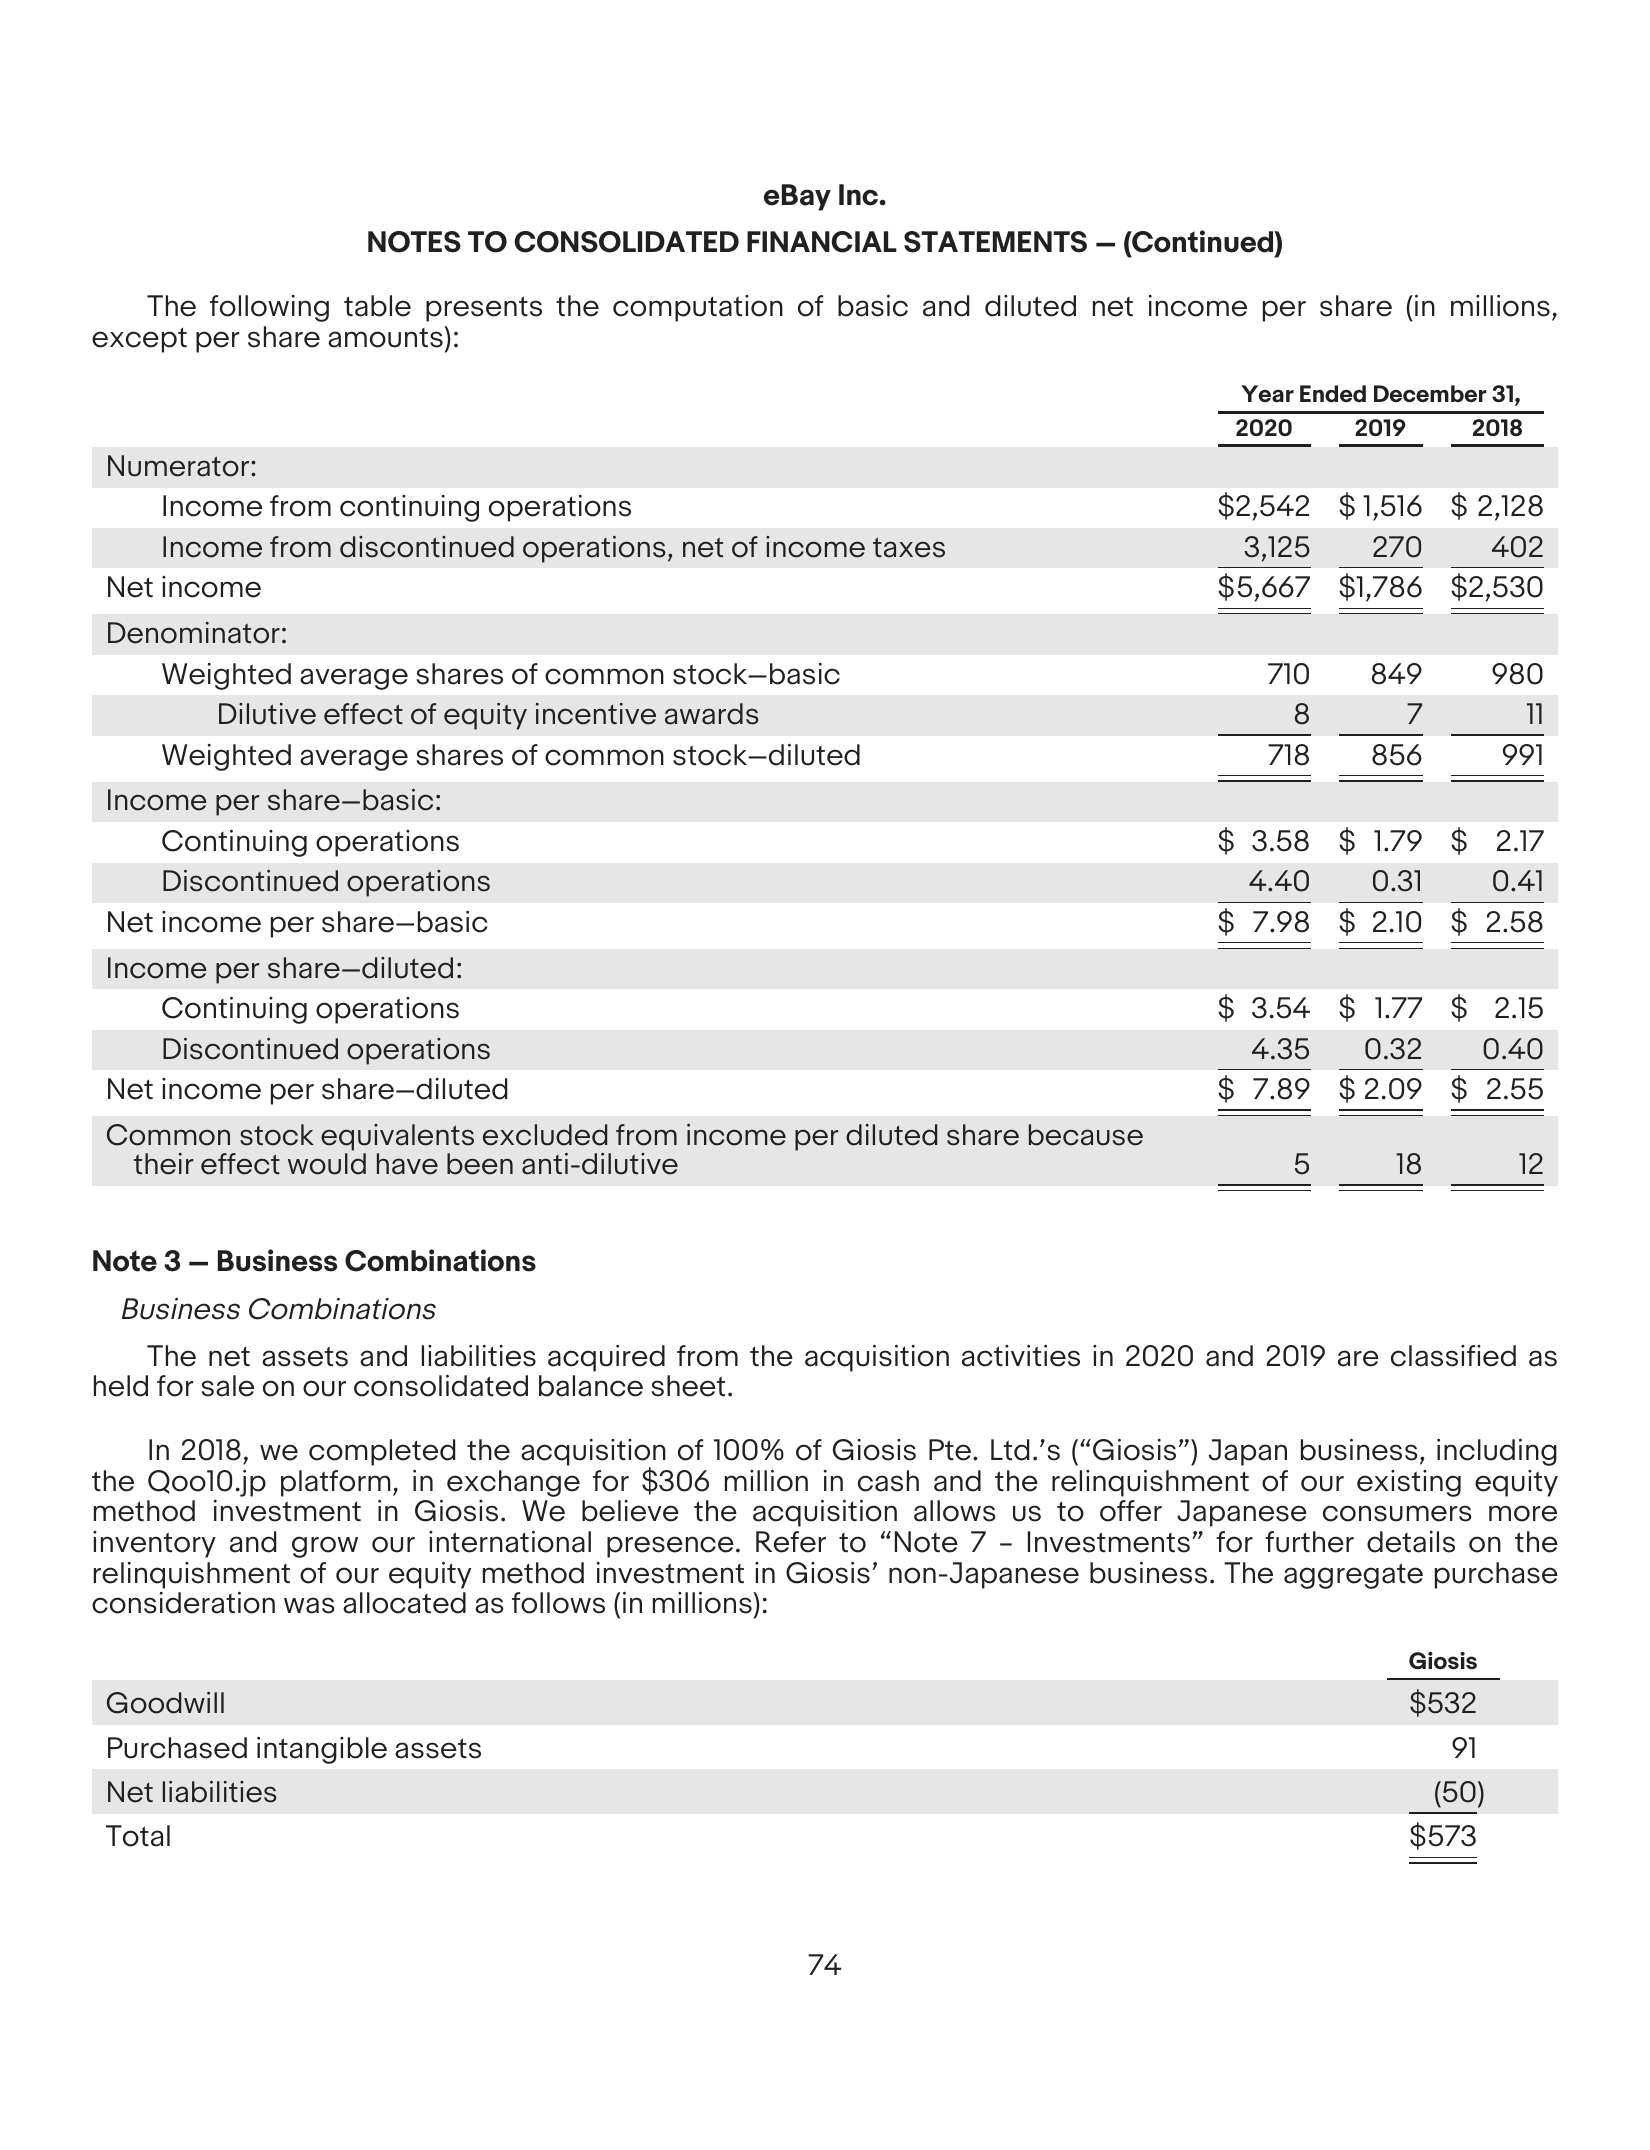 eBay Inc.
NOTES TO CONSOLIDATED FINANCIAL STATEMENTS — (Continued)
The following table presents the computation of basic and diluted net income per share (in millions,
except per share amounts):
Year Ended December 31,
2020 2019 2018
Numerator:
Income from continuing operations $2,542 $ 1,516 $ 2,128
Income from discontinued operations, net of income taxes 3,125 270 402
Net income $5,667 $1,786 $2,530
Denominator:
Weighted average shares of common stock—basic 710 849 980
Dilutive effect of equity incentive awards 8 7 11
Weighted average shares of common stock—diluted 718 856 991
Income per share—basic:
Continuing operations $ 3.58 $ 1.79 $ 2.17
Discontinued operations 4.40 0.31 0.41
Net income per share—basic $ 7.98 $ 2.10 $ 2.58
Income per share—diluted:
Continuing operations $ 3.54 $ 1.77 $ 2.15
Discontinued operations 4.35 0.32 0.40
Net income per share—diluted $ 7.89 $ 2.09 $ 2.55
Common stock equivalents excluded from income per diluted share because
their effect would have been anti-dilutive 5 18 12
Note 3 — Business Combinations
Business Combinations
The net assets and liabilities acquired from the acquisition activities in 2020 and 2019 are classified as
held for sale on our consolidated balance sheet.
In 2018, we completed the acquisition of 100% of Giosis Pte. Ltd.’s (“Giosis”) Japan business, including
the Qoo10.jp platform, in exchange for $306 million in cash and the relinquishment of our existing equity
method investment in Giosis. We believe the acquisition allows us to offer Japanese consumers more
inventory and grow our international presence. Refer to “Note 7 – Investments” for further details on the
relinquishment of our equity method investment in Giosis’ non-Japanese business. The aggregate purchase
consideration was allocated as follows (in millions):
Giosis
Goodwill $532
Purchased intangible assets 91
Net liabilities (50)
Total $573
74